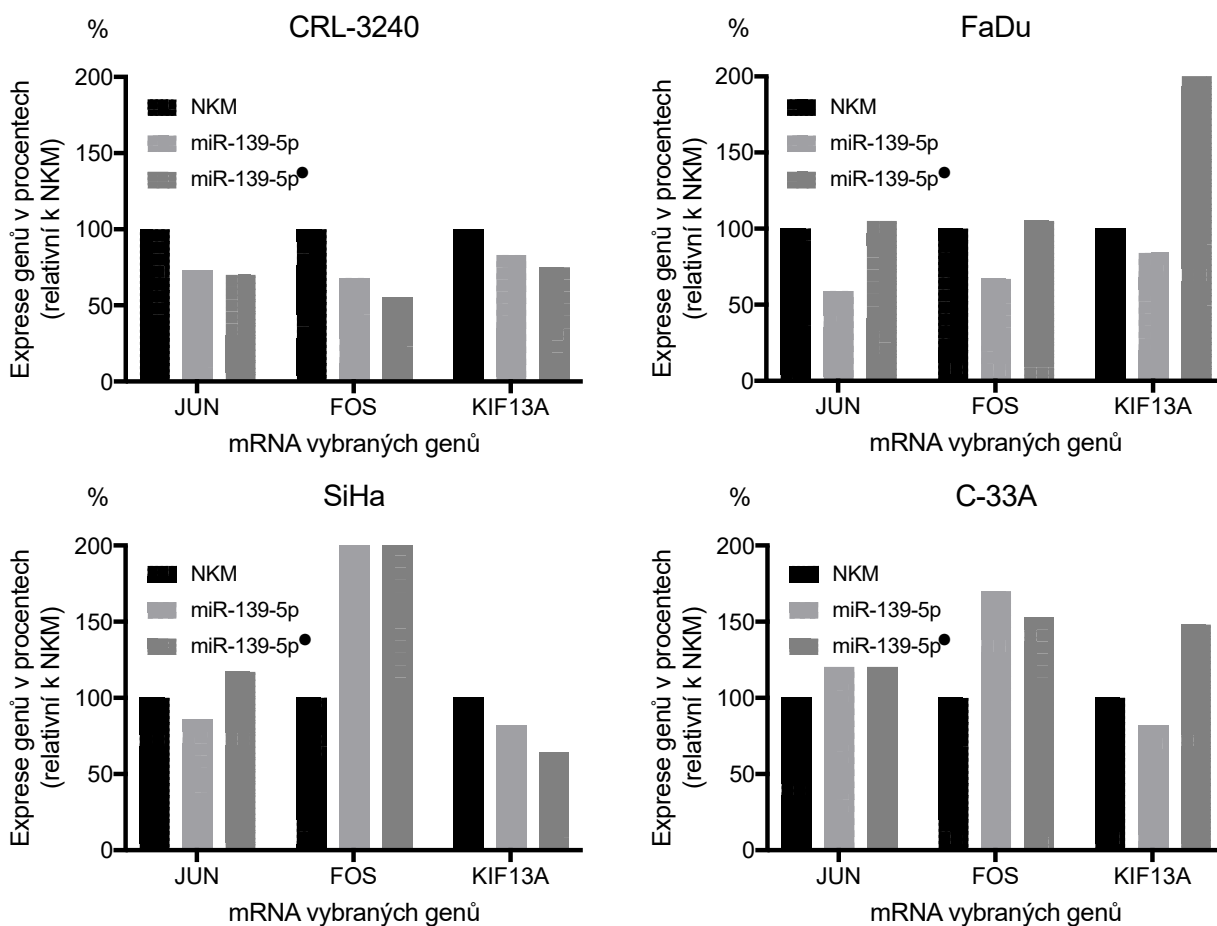 %
CRL-3240
Exprese genů v procentech
(relativní k NKM)
200
150
100
50
0
NKM
miR-139-5p
miR-139-5p●
JUN FOS KIF13A
mRNA vybraných genů
%
FaDu
Exprese genů v procentech
(relativní k NKM)
200
150
100
50
0
NKM
miR-139-5p
miR-139-5p●
JUN FOS KIF13A
mRNA vybraných genů
%
SiHa
Exprese genů v procentech
(relativní k NKM)
200
150
100
50
0
NKM
miR-139-5p
miR-139-5p●
JUN FOS KIF13A
mRNA vybraných genů
%
C-33A
Exprese genů v procentech
(relativní k NKM)
200
150
100
50
0
NKM
miR-139-5p
miR-139-5p●
JUN FOS KIF13A
mRNA vybraných genů